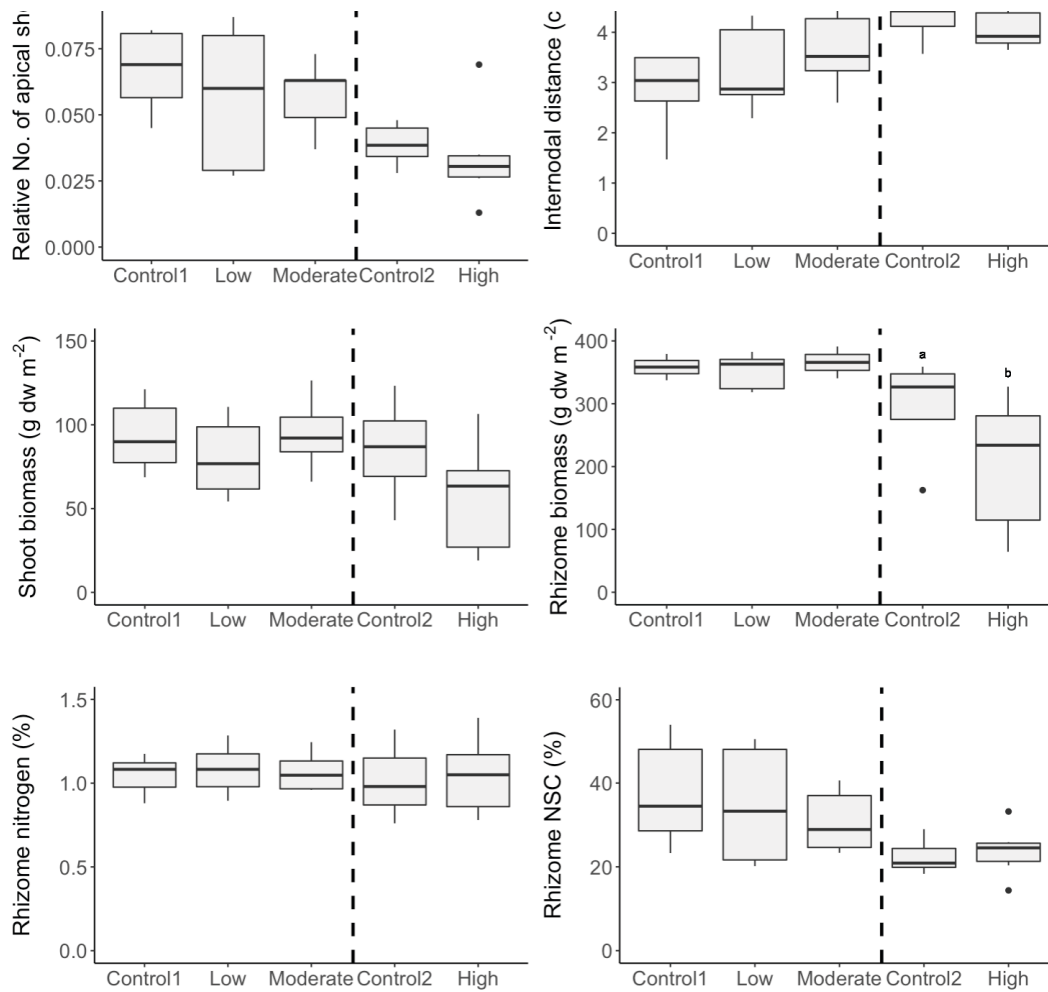 Relative No. of apical sh
0.075
0.050
0.025
0.000
Control1 Low Moderate Control2 High
Internodal distance (c
4
3
2
1
0
Control1 Low Moderate Control2 High
Shoot biomass (g dw m⁻²)
150
100
50
0
Control1 Low Moderate Control2 High
Rhizome biomass (g dw m⁻²)
400
300
200
100
0
a
b
Control1 Low Moderate Control2 High
Rhizome nitrogen (%)
1.5
1.0
0.5
0.0
Control1 Low Moderate Control2 High
Rhizome NSC (%)
60
40
20
0
Control1 Low Moderate Control2 High